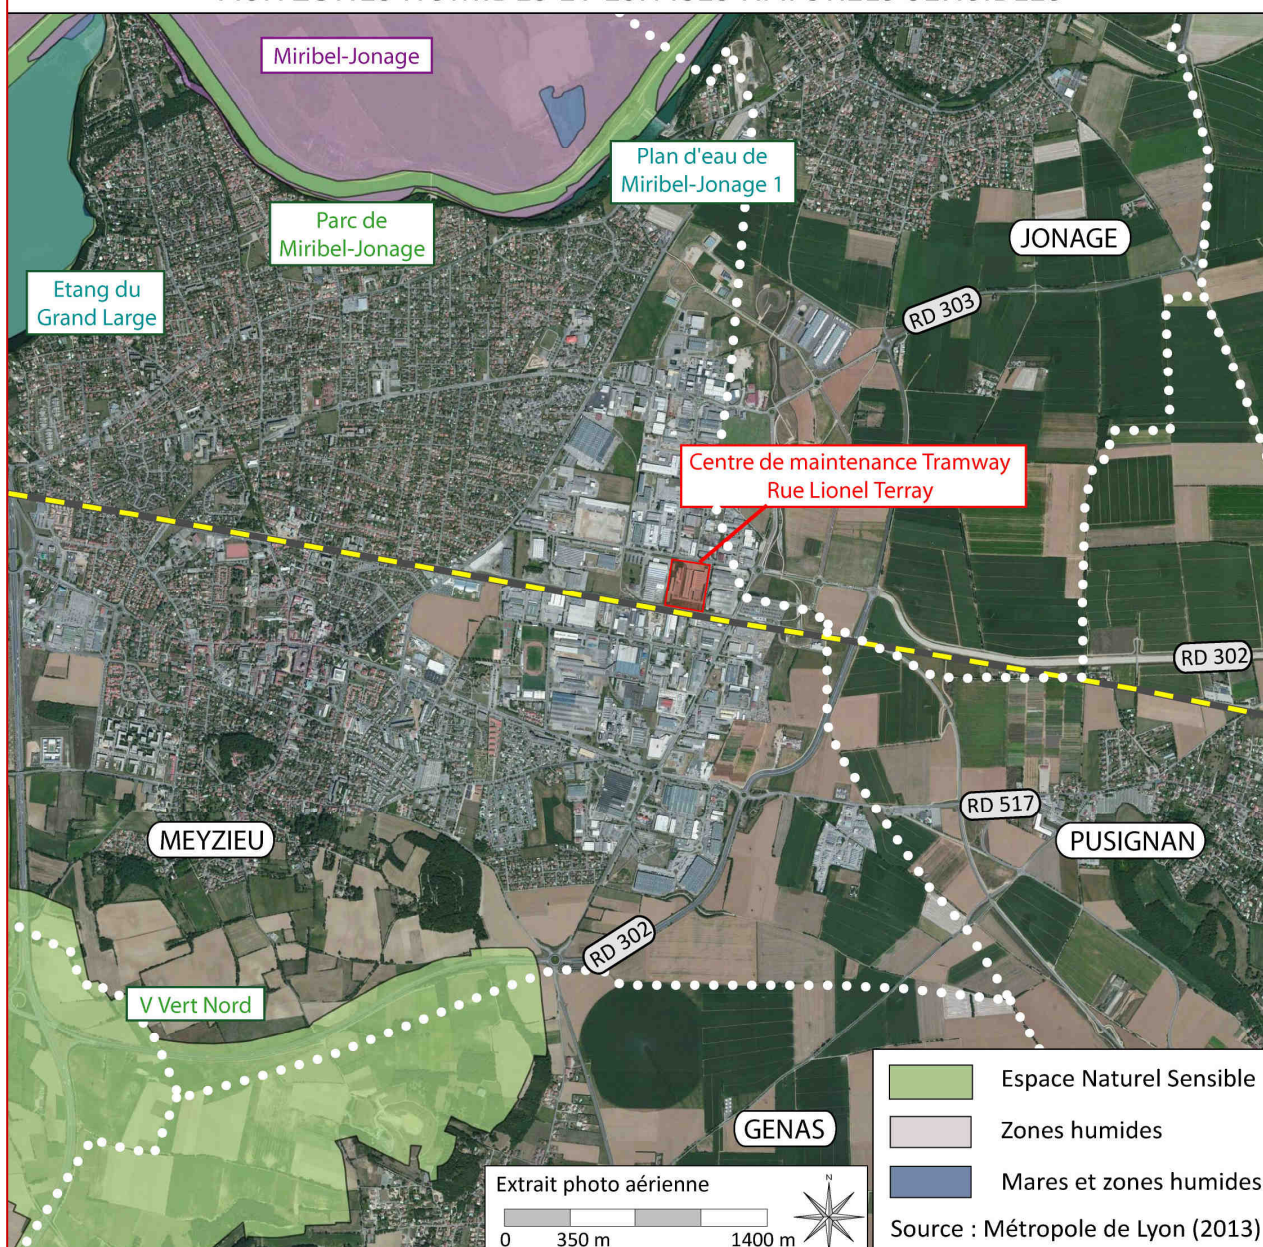 Miribel-Jonage
Plan d'eau de
Miribel-Jonage 1
Parc de
Miribel-Jonage
JONAGE
Etang du
Grand Large
RD 303
Centre de maintenance Tramway
Rue Lionel Terray
RD 302
RD 517
MEYZIEU
PUSIGNAN
RD 302
V Vert Nord
GENAS
Extrait photo aérienne
N
0 350 m 1400 m
Espace Naturel Sensible
Zones humides
Mares et zones humides
Source : Métropole de Lyon (2013)